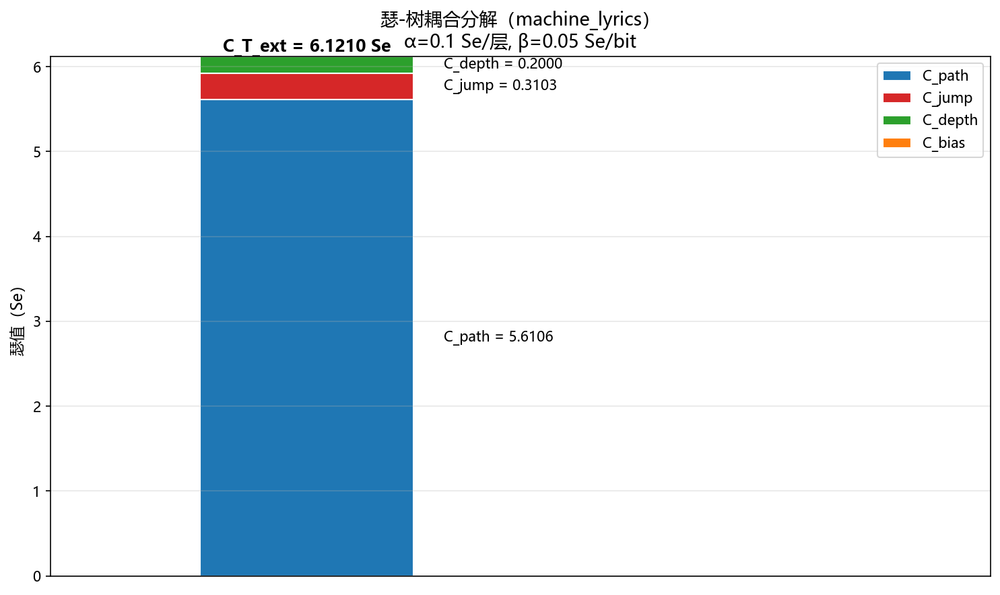 瑟-树耦合分解（machine_lyrics）
α=0.1 Se/层, β=0.05 Se/bit
C_T_ext = 6.1210 Se
C_depth = 0.2000
C_jump = 0.3103
C_path = 5.6106
C_path
C_jump
C_depth
C_bias
瑟值（Se）
6
5
4
3
2
1
0